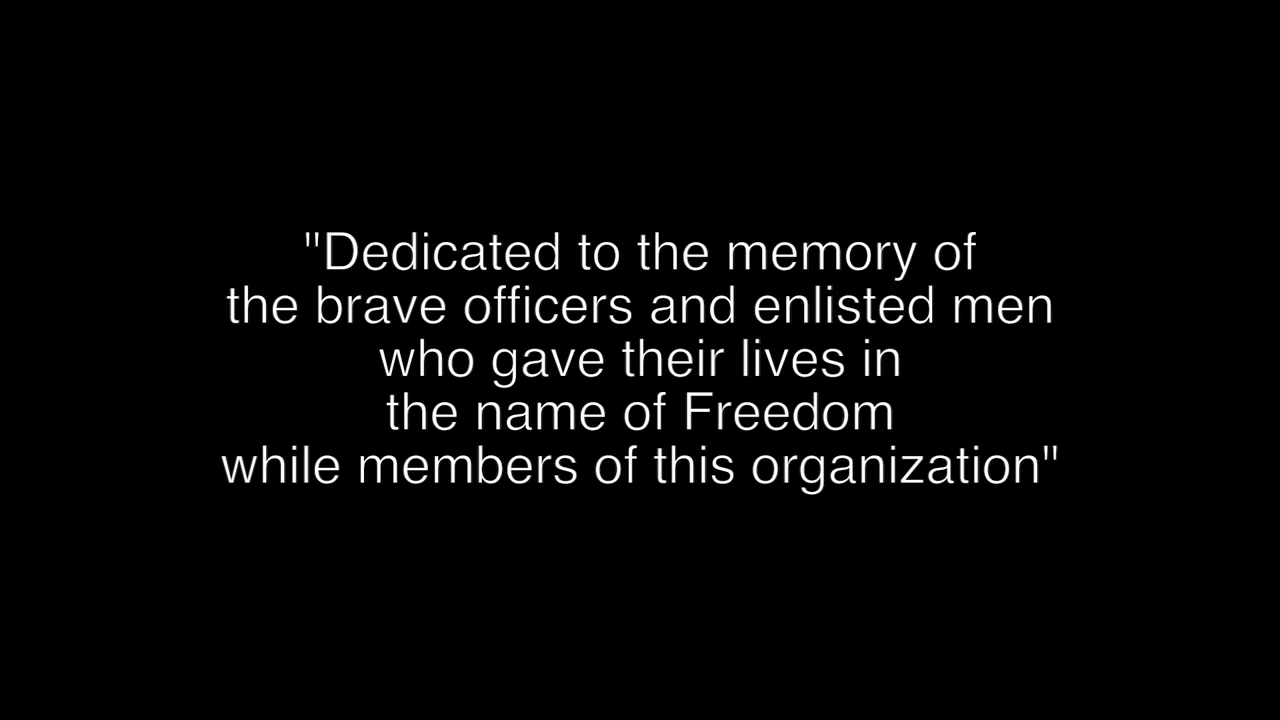 "Dedicated to the memory of
the brave officers and enlisted men
who gave their lives in
the name of Freedom
while members of this organization"